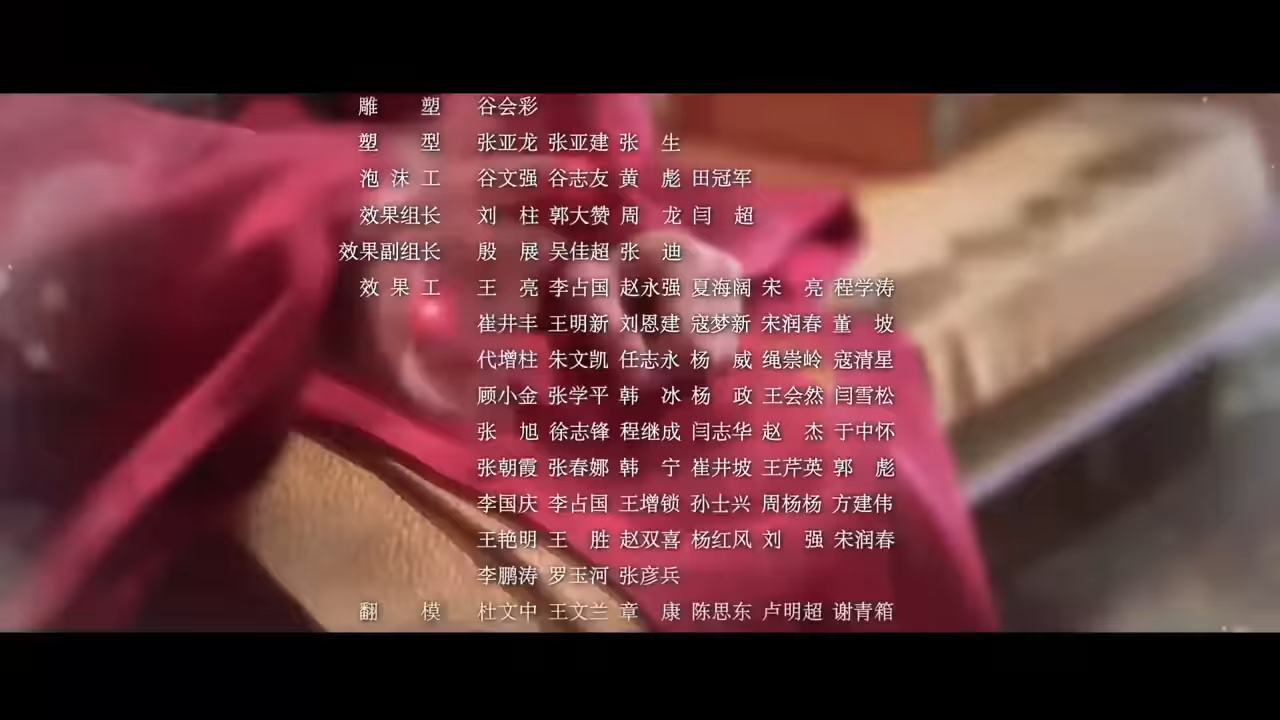 雕 塑 谷会彩
塑 型 张亚龙 张亚建 张 生
泡 沫 工 谷文强 谷志友 黄 彪 田冠军
效果组长 刘 柱 郭大赞 周 龙 闫 超
效果副组长 殷 展 吴佳超 张 迪
效 果 工 王 亮 李占国 赵永强 夏海阔 宋 亮 程学涛
崔井丰 王明新 刘恩建 寇梦新 宋润春 董 坡
代增柱 朱文凯 任志永 杨 威 绳崇岭 寇清星
顾小金 张学平 韩 冰 杨 政 王会然 闫雪松
张 旭 徐志锋 程继成 闫志华 赵 杰 于中怀
张朝霞 张春娜 韩 宁 崔井坡 王芹英 郭 彪
李国庆 李占国 王增锁 孙士兴 周杨杨 方建伟
王艳明 王 胜 赵双喜 杨红风 刘 强 宋润春
李鹏涛 罗玉河 张彦兵
翻 模 杜文中 王文兰 章 康 陈思东 卢明超 谢青箱